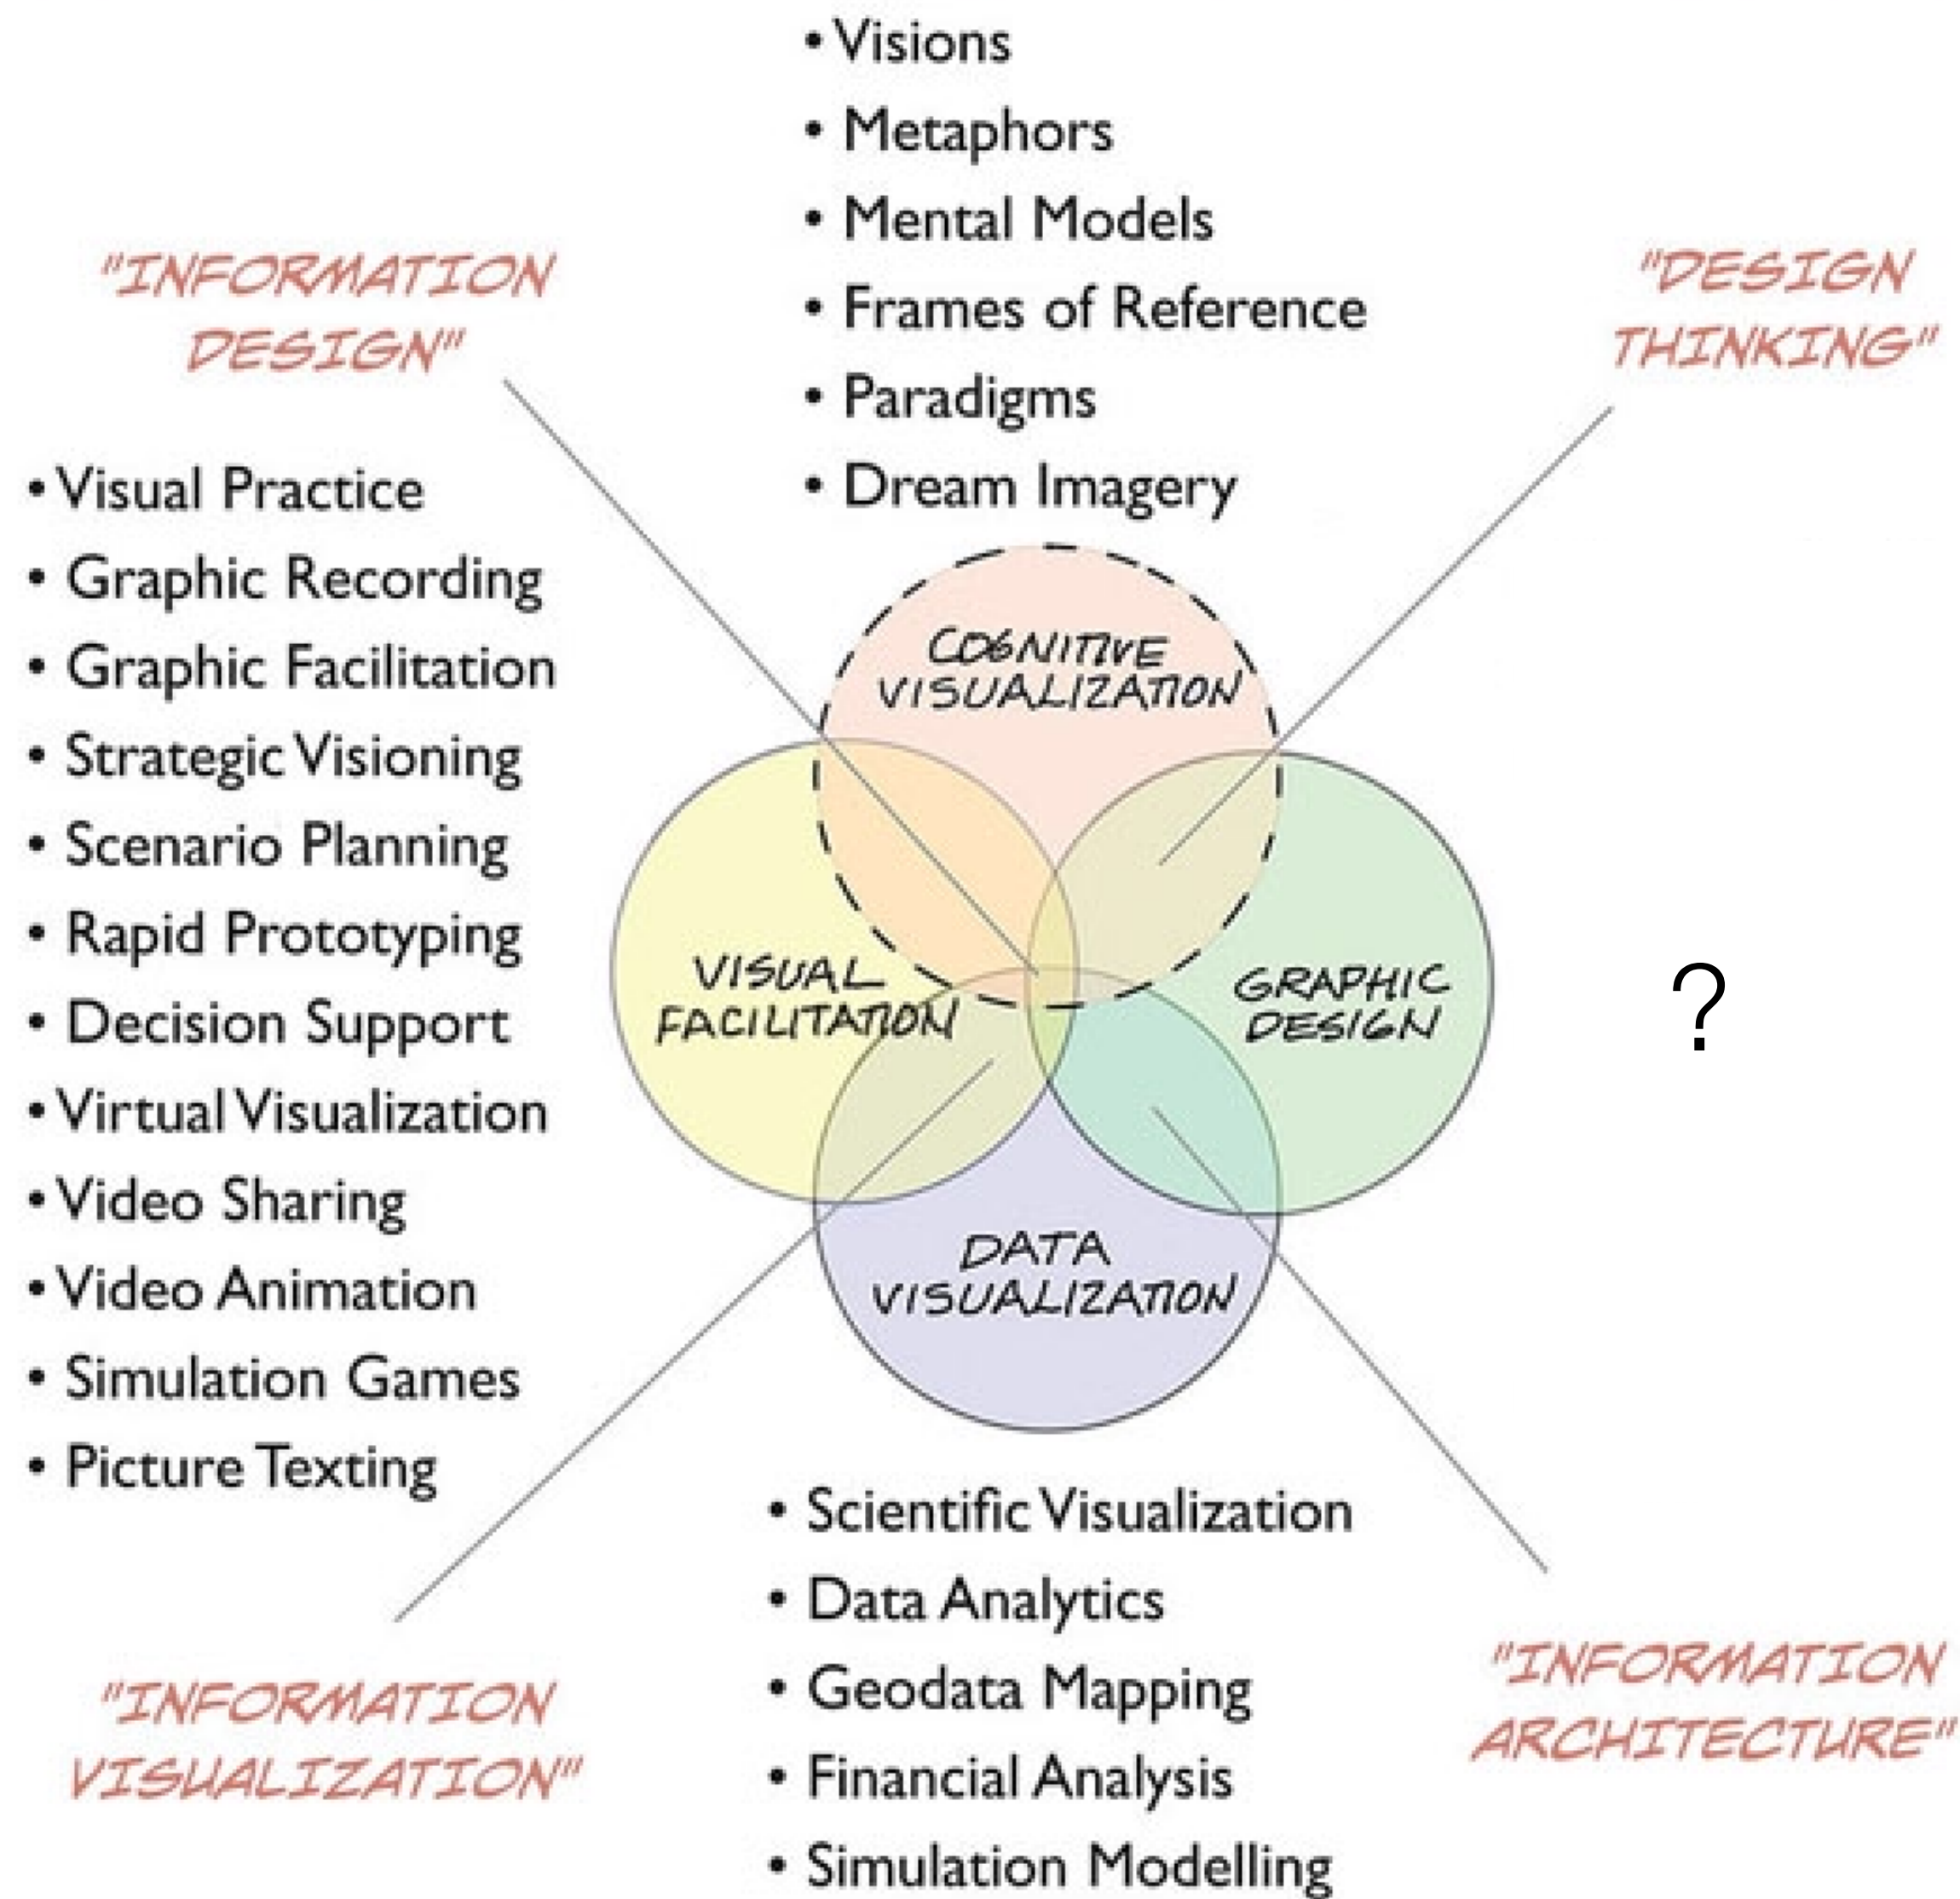 • Visions
• Metaphors
• Mental Models
• Frames of Reference
• Paradigms
• Dream Imagery
"INFORMATION
DESIGN"
"DESIGN
THINKING"
• Visual Practice
• Graphic Recording
• Graphic Facilitation
• Strategic Visioning
• Scenario Planning
• Rapid Prototyping
• Decision Support
• Virtual Visualization
• Video Sharing
• Video Animation
• Simulation Games
• Picture Texting
COGNITIVE
VISUALIZATION
VISUAL
FACILITATION
GRAPHIC
DESIGN
?
DATA
VISUALIZATION
• Scientific Visualization
• Data Analytics
• Geodata Mapping
• Financial Analysis
• Simulation Modelling
"INFORMATION
VISUALIZATION"
"INFORMATION
ARCHITECTURE"